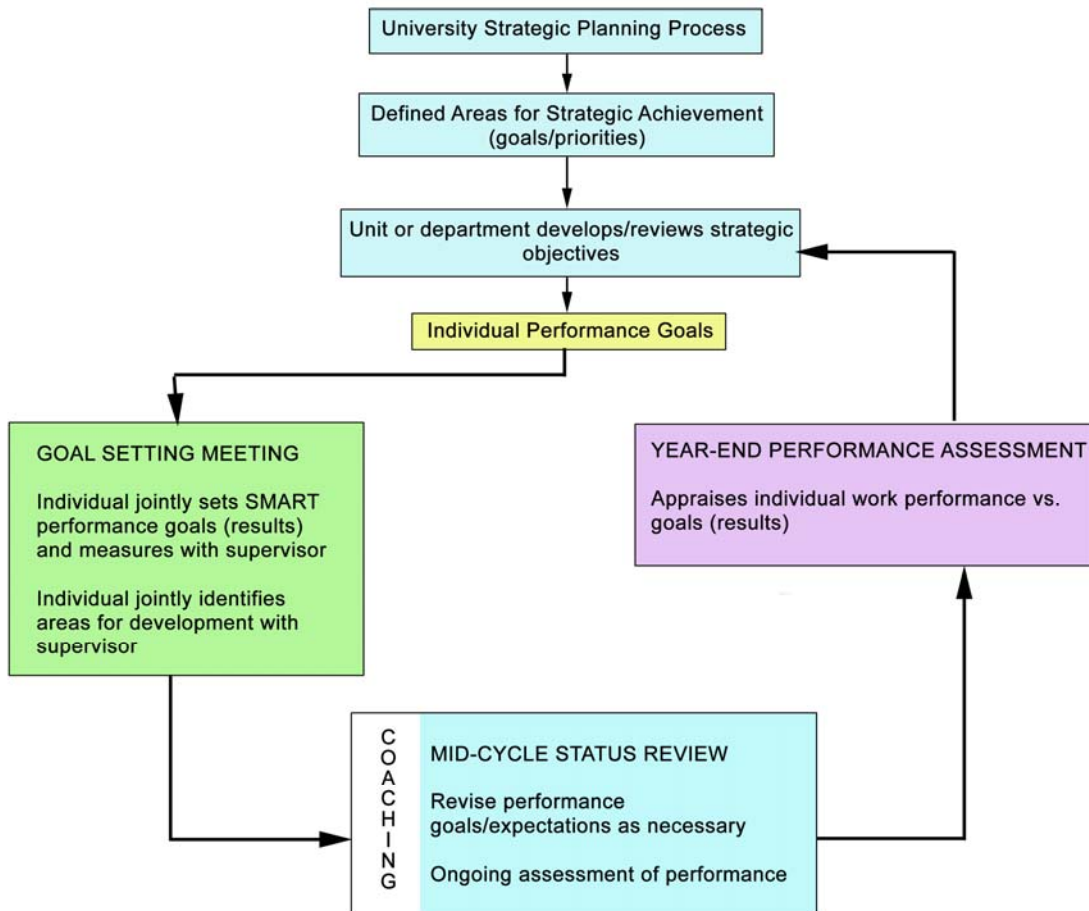 University Strategic Planning Process
Defined Areas for Strategic Achievement
(goals/priorities)
Unit or department develops/reviews strategic
objectives
Individual Performance Goals
GOAL SETTING MEETING
Individual jointly sets SMART
performance goals (results)
and measures with supervisor
Individual jointly identifies
areas for development with
supervisor
YEAR-END PERFORMANCE ASSESSMENT
Appraises individual work performance vs.
goals (results)
COACHING
MID-CYCLE STATUS REVIEW
Revise performance
goals/expectations as necessary
Ongoing assessment of performance